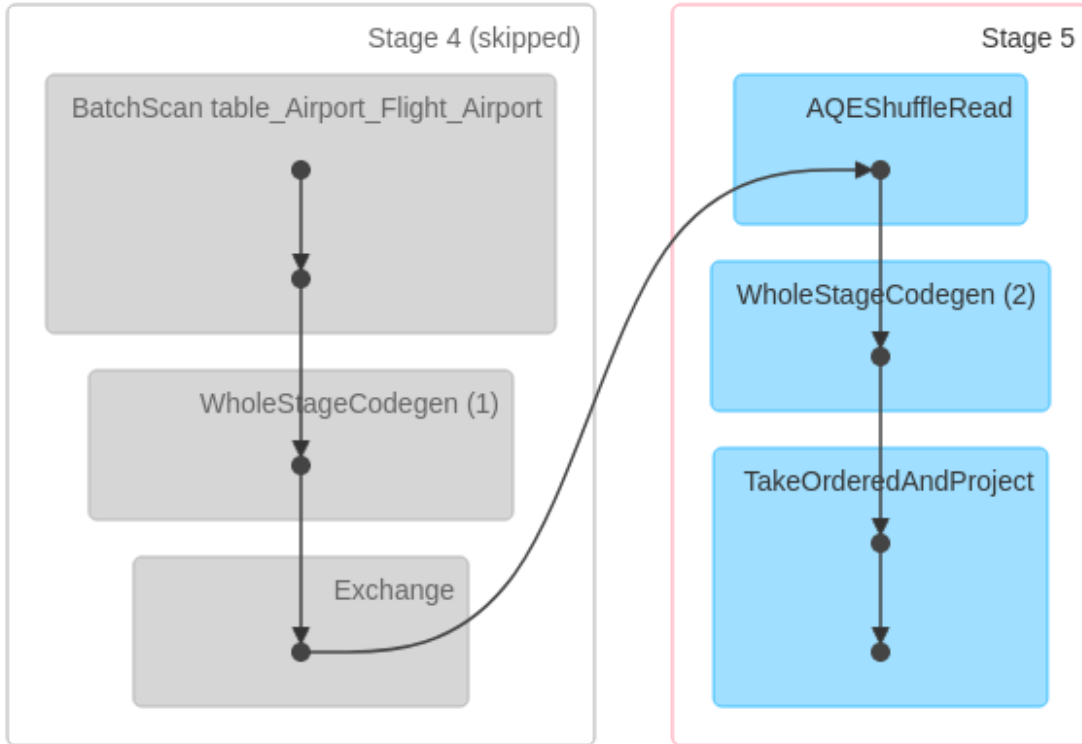 Stage 4 (skipped)
BatchScan table_Airport_Flight_Airport
WholeStageCodegen (1)
Exchange
Stage 5
AQEShuffleRead
WholeStageCodegen (2)
TakeOrderedAndProject